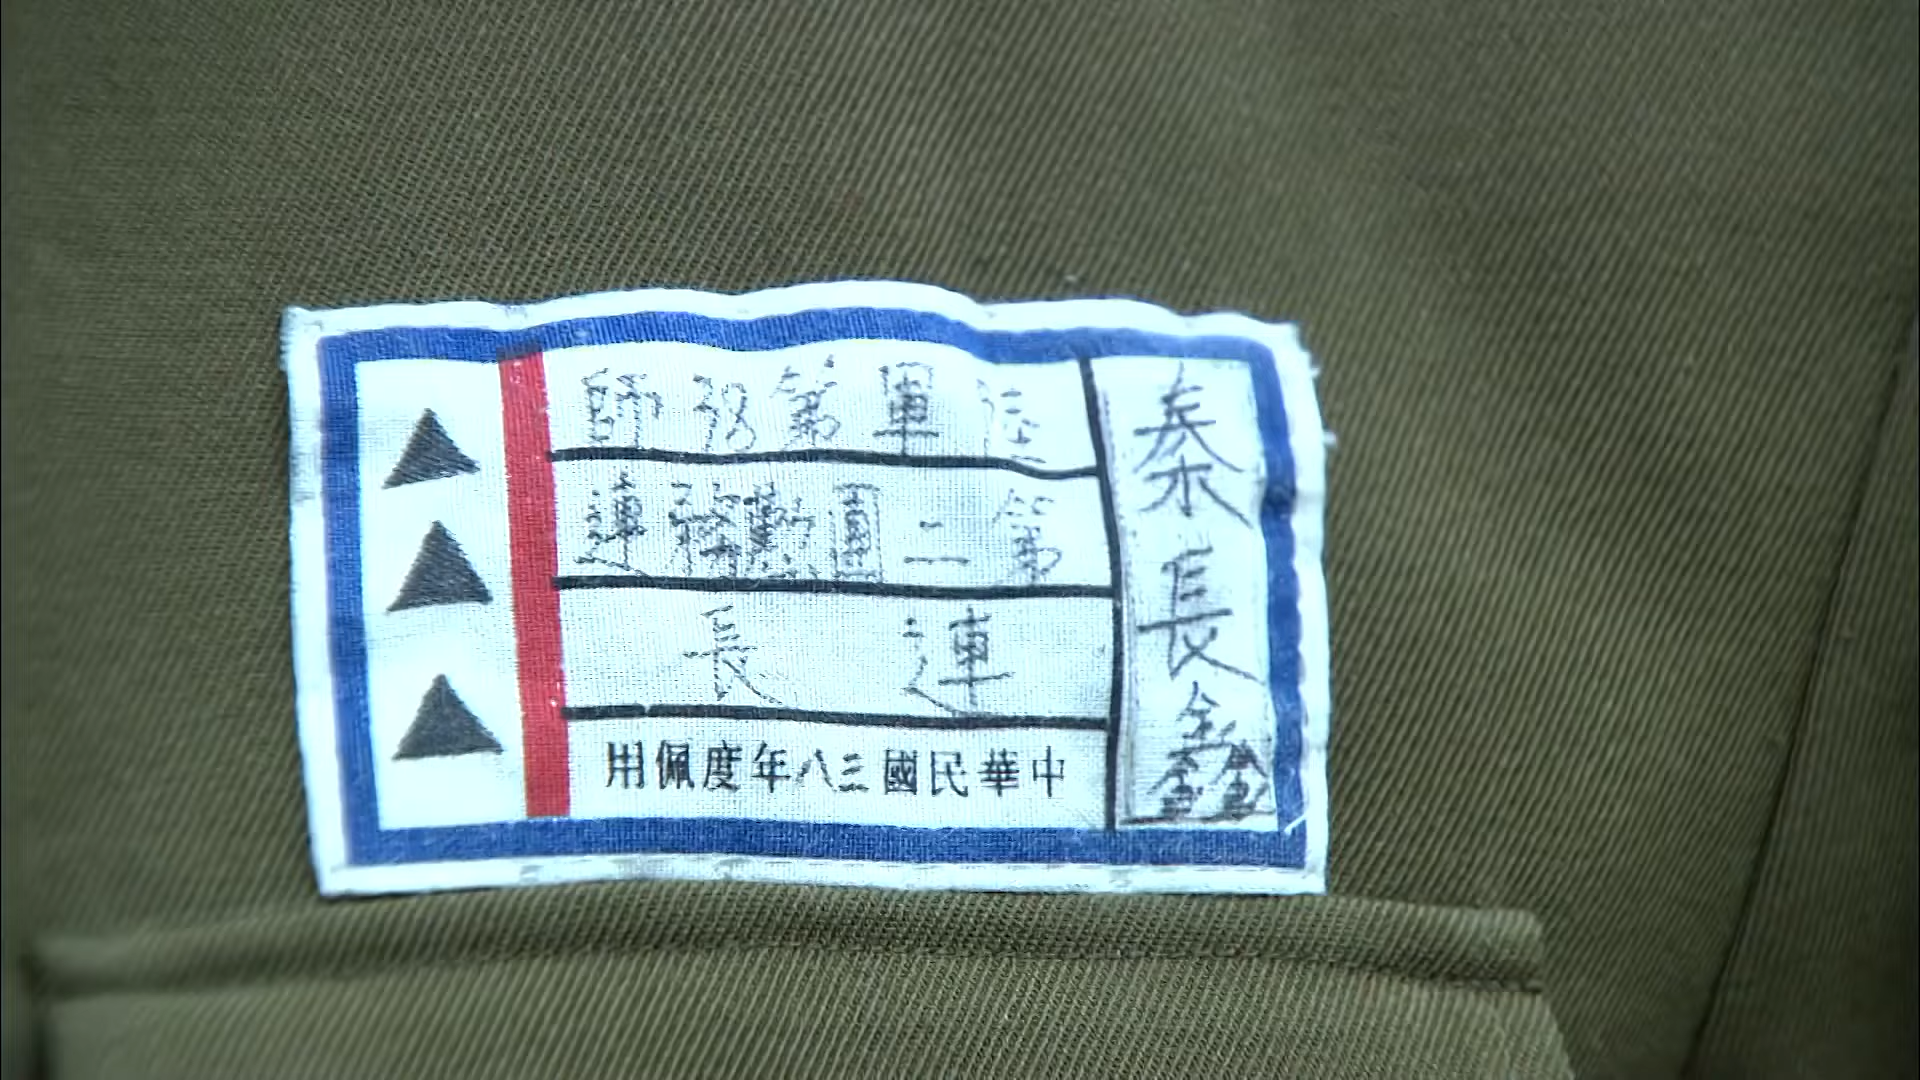 秦長鑫
軍第師
第二團連
連長
中華民國三八年度佩用